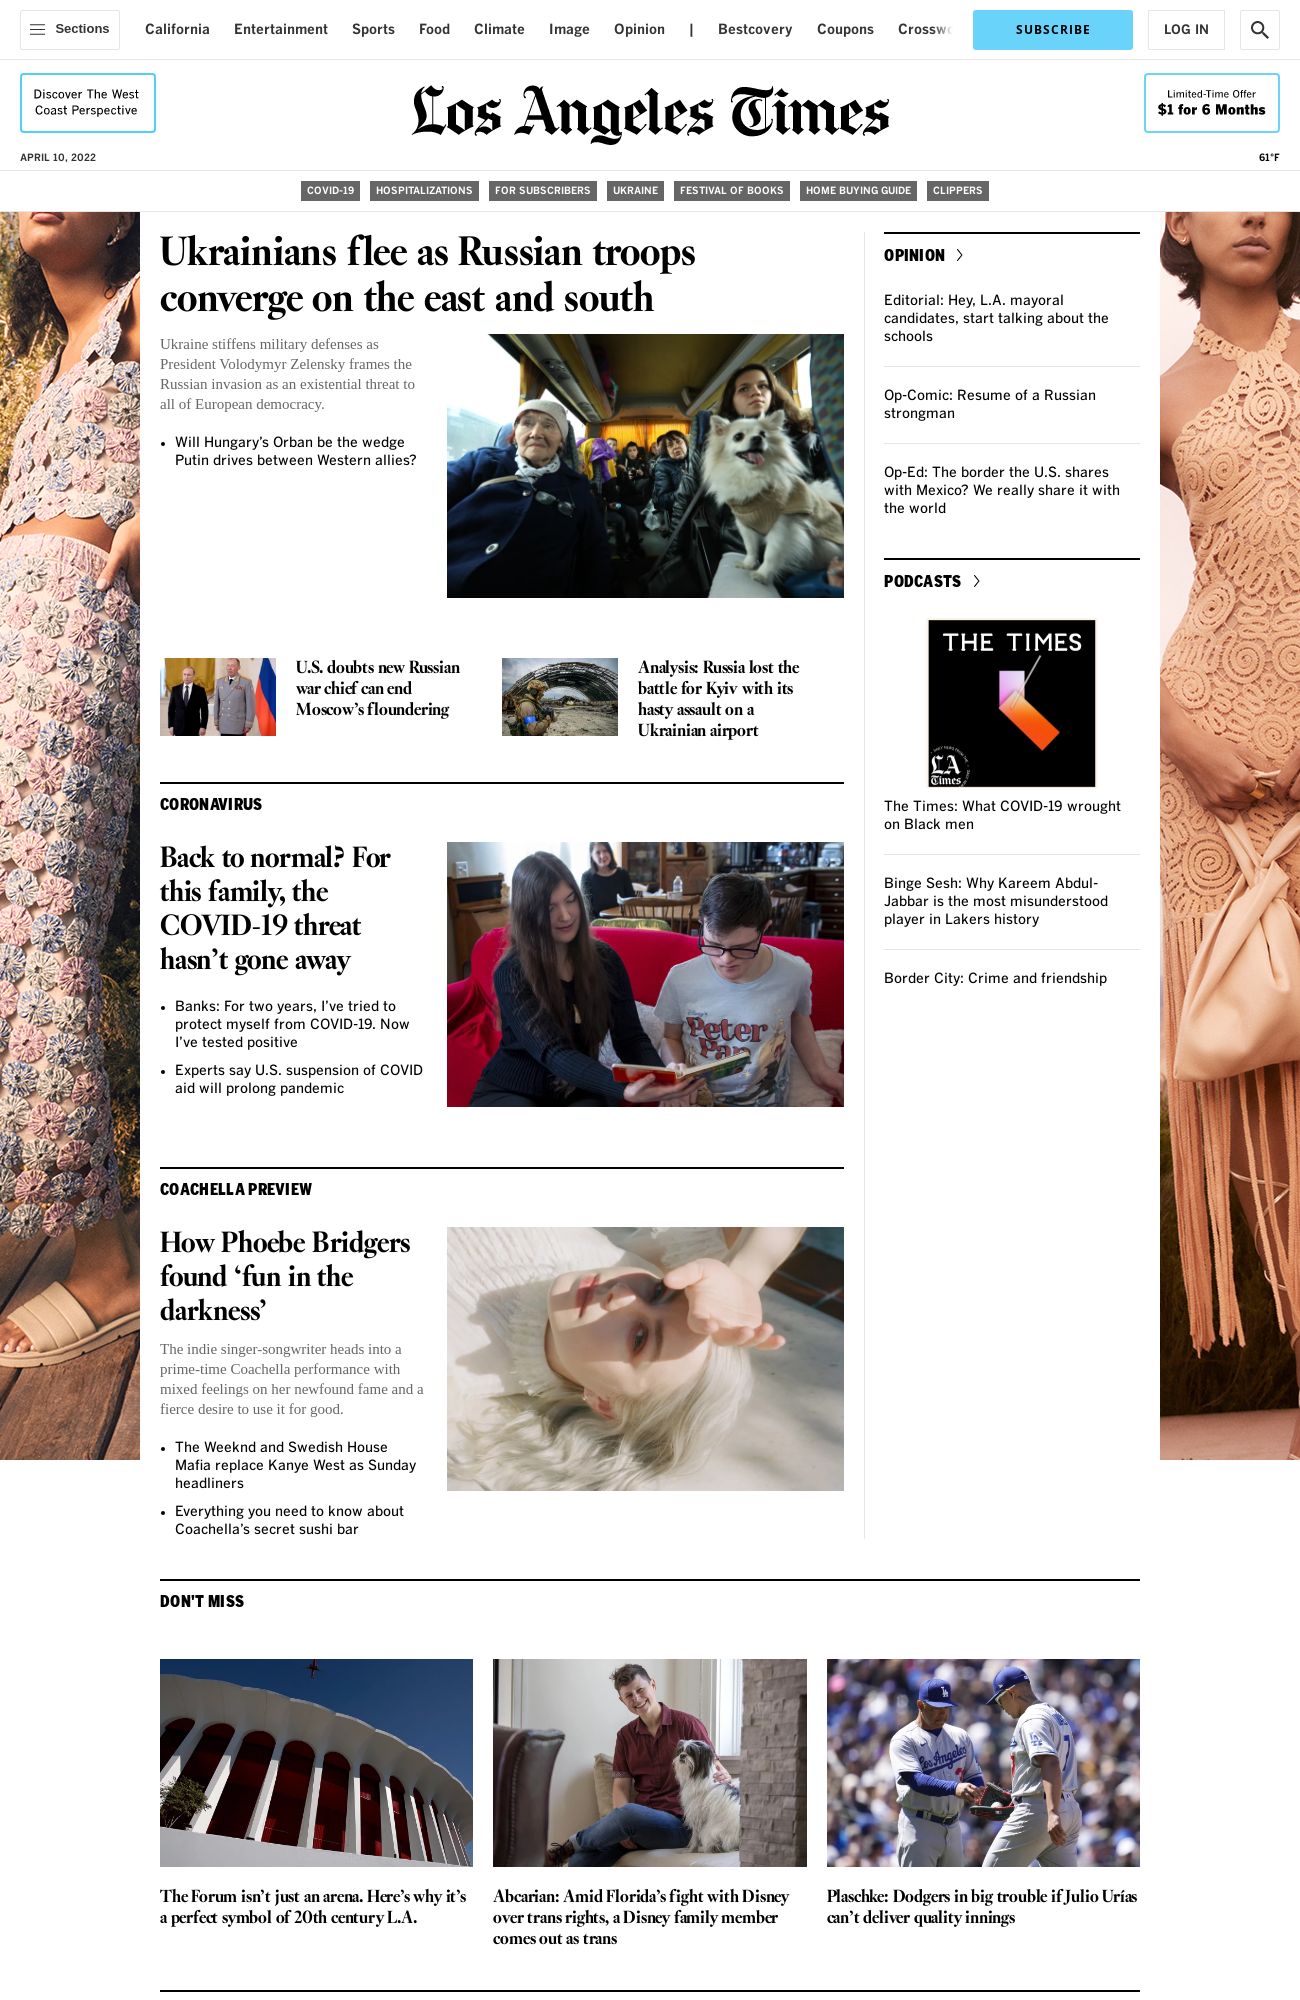 Sections
California Entertainment Sports Food Climate Image Opinion | Bestcovery Coupons
SUBSCRIBE
LOG IN
Discover The West
Coast Perspective
Los Angeles Times
Limited-Time Offer
$1 for 6 Months
APRIL 10, 2022
61°F
COVID-19 HOSPITALIZATIONS FOR SUBSCRIBERS UKRAINE FESTIVAL OF BOOKS HOME BUYING GUIDE CLIPPERS
Ukrainians flee as Russian troops
converge on the east and south
Ukraine stiffens military defenses as
President Volodymyr Zelensky frames the
Russian invasion as an existential threat to
all of European democracy.
• Will Hungary’s Orban be the wedge
Putin drives between Western allies?
U.S. doubts new Russian
war chief can end
Moscow’s floundering
Analysis: Russia lost the
battle for Kyiv with its
hasty assault on a
Ukrainian airport
CORONAVIRUS
Back to normal? For
this family, the
COVID-19 threat
hasn’t gone away
• Banks: For two years, I’ve tried to
protect myself from COVID-19. Now
I’ve tested positive
• Experts say U.S. suspension of COVID
aid will prolong pandemic
Peter
Pan
COACHELLA PREVIEW
How Phoebe Bridgers
found ‘fun in the
darkness’
The indie singer-songwriter heads into a
prime-time Coachella performance with
mixed feelings on her newfound fame and a
fierce desire to use it for good.
• The Weeknd and Swedish House
Mafia replace Kanye West as Sunday
headliners
• Everything you need to know about
Coachella’s secret sushi bar
OPINION
Editorial: Hey, L.A. mayoral
candidates, start talking about the
schools
Op-Comic: Resume of a Russian
strongman
Op-Ed: The border the U.S. shares
with Mexico? We really share it with
the world
PODCASTS
THE TIMES
LA
Times
The Times: What COVID-19 wrought
on Black men
Binge Sesh: Why Kareem Abdul-
Jabbar is the most misunderstood
player in Lakers history
Border City: Crime and friendship
DON'T MISS
LA
Los Angeles
7
The Forum isn’t just an arena. Here’s why it’s
a perfect symbol of 20th century L.A.
Abcarian: Amid Florida’s fight with Disney
over trans rights, a Disney family member
comes out as trans
Plaschke: Dodgers in big trouble if Julio Urías
can’t deliver quality innings